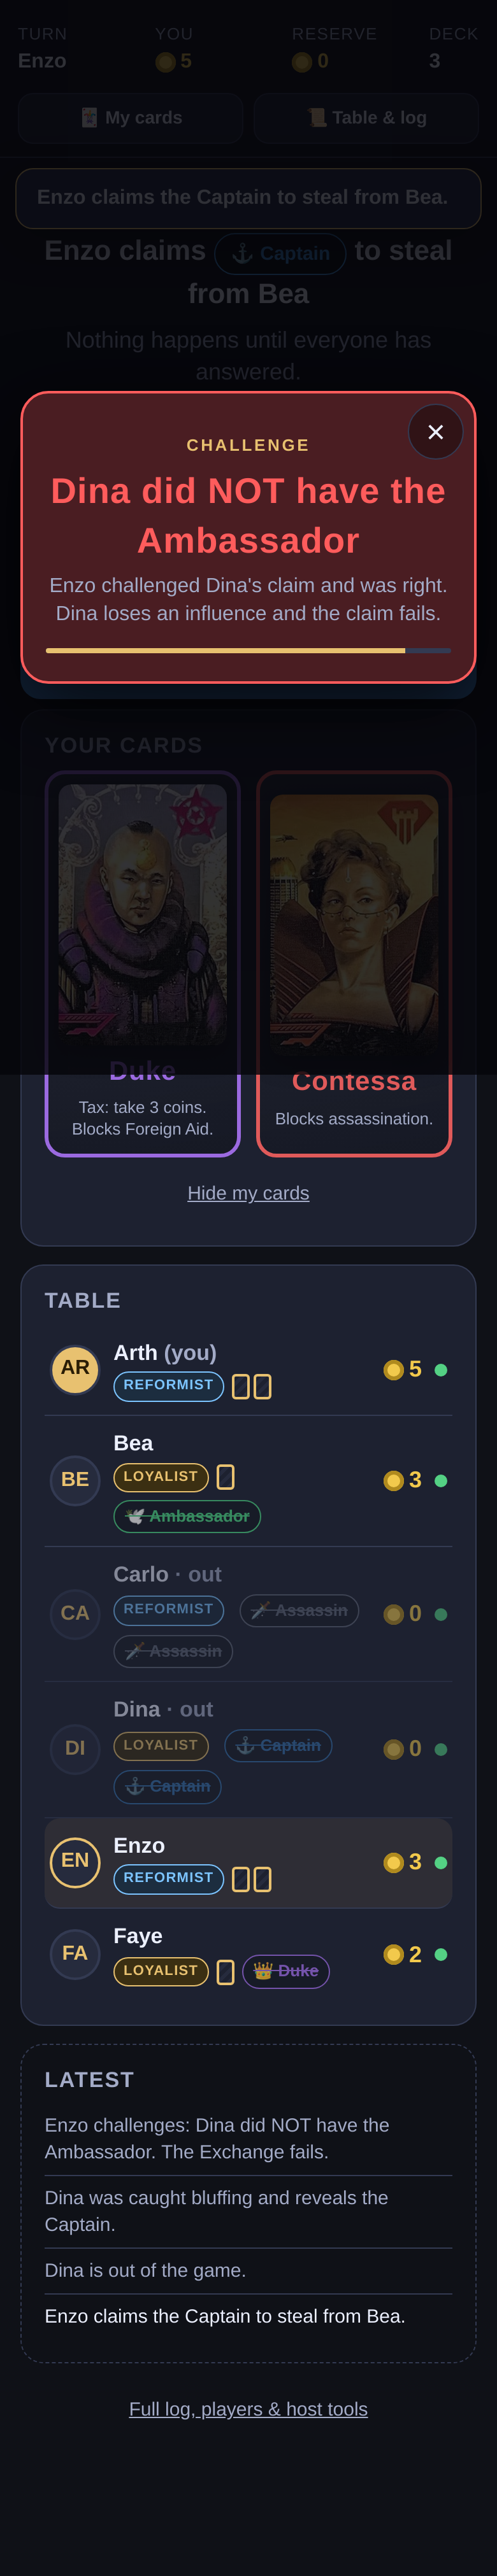 TURN YOU RESERVE DECK
Enzo 5 0 3
My cards Table & log
Enzo claims the Captain to steal from Bea.
Enzo claims Captain to steal
from Bea
Nothing happens until everyone has
answered.
CHALLENGE
Dina did NOT have the
Ambassador
Enzo challenged Dina's claim and was right.
Dina loses an influence and the claim fails.
YOUR CARDS
Duke Contessa
Tax: take 3 coins.
Blocks Foreign Aid.
Blocks assassination.
Hide my cards
TABLE
AR Arth (you) 5
REFORMIST
BE Bea 3
LOYALIST
Ambassador
CA Carlo · out 0
REFORMIST Assassin
Assassin
DI Dina · out 0
LOYALIST Captain
Captain
EN Enzo 3
REFORMIST
FA Faye 2
LOYALIST Duke
LATEST
Enzo challenges: Dina did NOT have the
Ambassador. The Exchange fails.
Dina was caught bluffing and reveals the
Captain.
Dina is out of the game.
Enzo claims the Captain to steal from Bea.
Full log, players & host tools